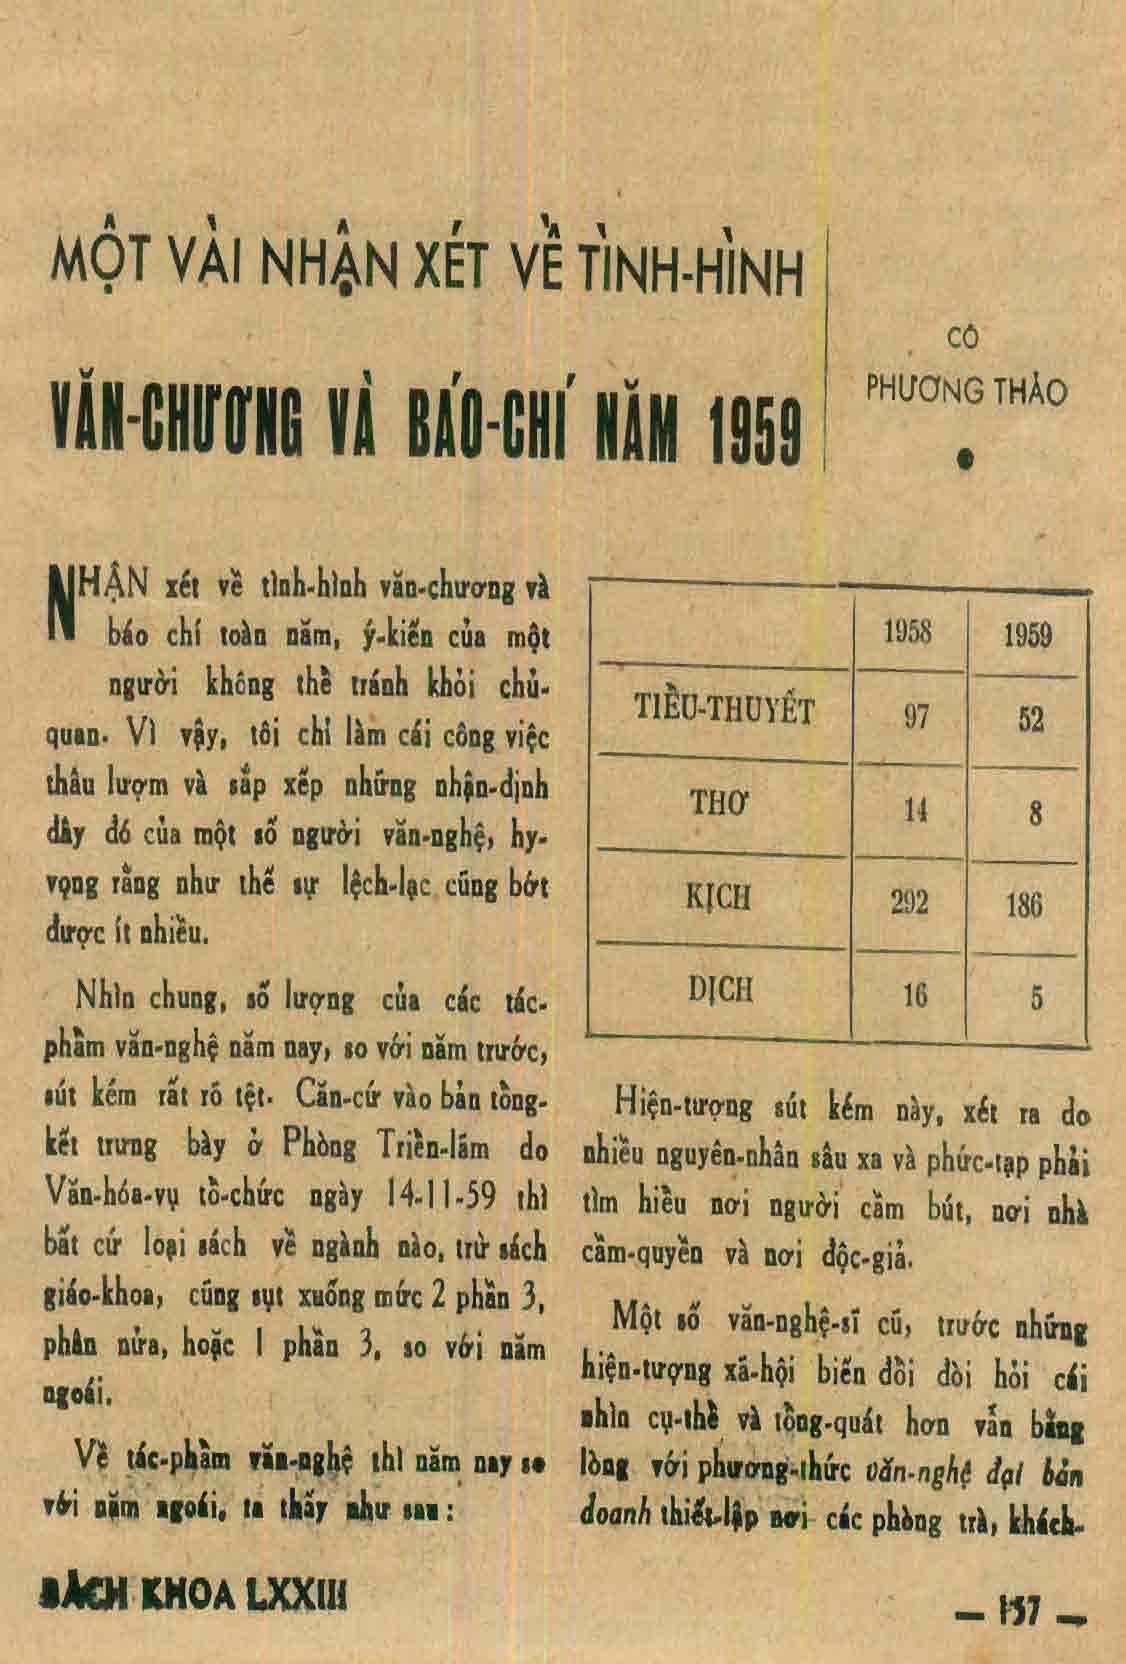 MỘT VÀI NHẬN XÉT VỀ TÌNH-HÌNH
VĂN-CHƯƠNG VÀ BÁO-CHÍ NĂM 1959
CÔ
PHƯƠNG THẢO
NHẬN xét về tình-hình văn-chương và
báo chí toàn năm, ý-kiến của một
người không thể tránh khỏi chủ-
quan. Vì vậy, tôi chỉ làm cái công việc
thâu lượm và sắp xếp những nhận-định
đây đó của một số người văn-nghệ, hy-
vọng rằng như thế sự lệch-lạc cũng bớt
được ít nhiều.
Nhìn chung, số lượng của các tác-
phẩm văn-nghệ năm nay, so với năm trước,
sút kém rất rõ rệt. Căn-cứ vào bản tổng-
kết trưng bày ở Phòng Triển-lãm do
Văn-hóa-vụ tổ-chức ngày 14-11-59 thì
bất cứ loại sách về ngành nào, trừ sách
giáo-khoa, cũng sụt xuống mức 2 phần 3,
phân nửa, hoặc 1 phần 3, so với năm
ngoái.
Về tác-phẩm văn-nghệ thì năm nay so
với năm ngoái, ta thấy như sau :
1958 1959
TIỂU-THUYẾT 97 52
THƠ 14 8
KỊCH 292 186
DỊCH 16 5
Hiện-tượng sút kém này, xét ra do
nhiều nguyên-nhân sâu xa và phức-tạp phải
tìm hiểu nơi người cầm bút, nơi nhà
cầm-quyền và nơi độc-giả.
Một số văn-nghệ-sĩ cũ, trước những
hiện-tượng xã-hội biến đổi đòi hỏi cái
nhìn cụ-thể và tổng-quát hơn vẫn bằng
lòng với phương-thức văn-nghệ đại bản
doanh thiết-lập nơi các phòng trà, khách-
BÁCH KHOA LXXIII
— 157 —